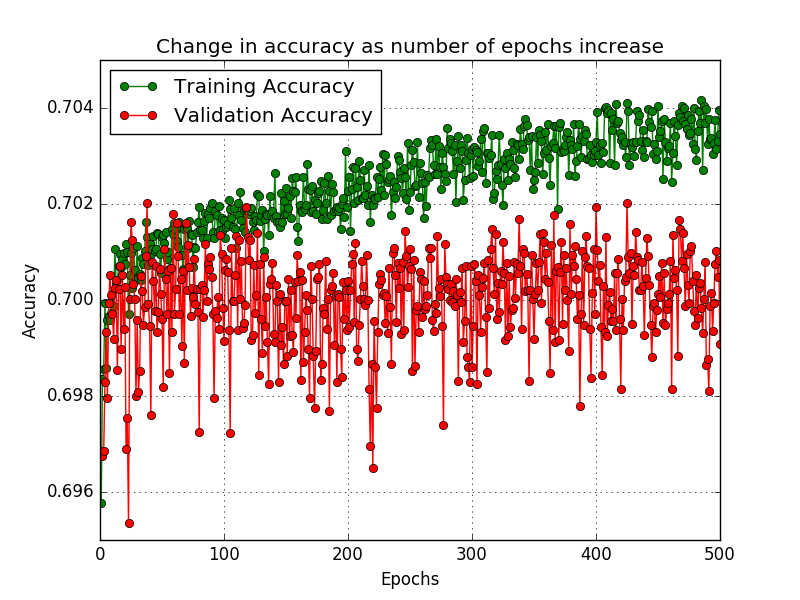 Change in accuracy as number of epochs increase
Training Accuracy
Validation Accuracy
0.704
0.702
0.700
0.698
0.696
Accuracy
0 100 200 300 400 500
Epochs